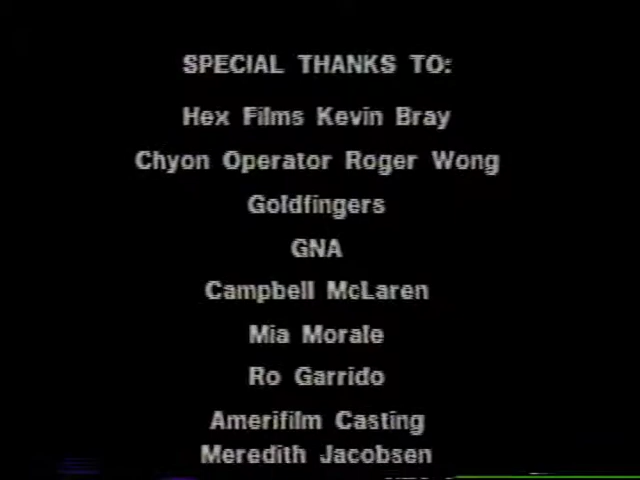 SPECIAL THANKS TO:
Hex Films Kevin Bray
Chyon Operator Roger Wong
Goldfingers
GNA
Campbell McLaren
Mia Morale
Ro Garrido
Amerifilm Casting
Meredith Jacobsen